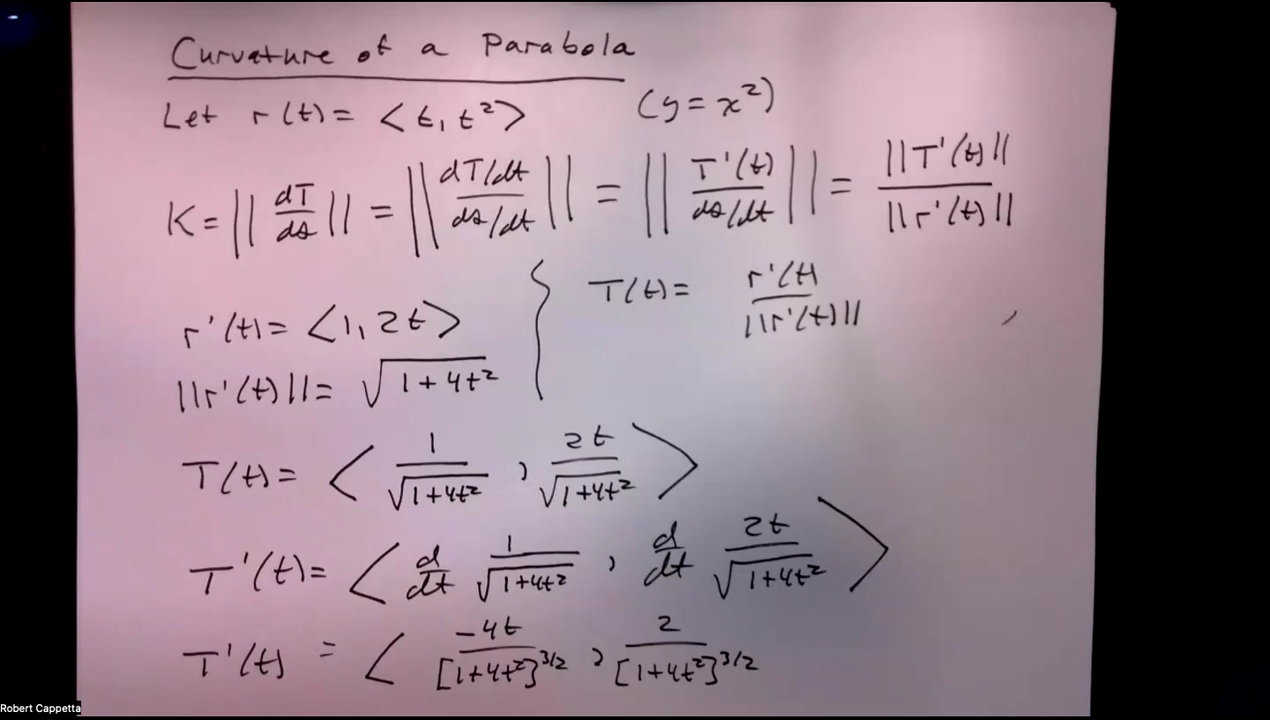 Curvature of a Parabola
Let r(t) = <t, t²> (y = x²)
K = ||dT/ds|| = ||(dT/dt)/(ds/dt)|| = ||T'(t)/(ds/dt)|| = ||T'(t)||/||r'(t)||
T(t) = r'(t)/||r'(t)||
r'(t) = <1, 2t>
||r'(t)|| = √(1+4t²)
T(t) = <1/√(1+4t²), 2t/√(1+4t²)>
T'(t) = <d/dt 1/√(1+4t²), d/dt 2t/√(1+4t²)>
T'(t) = <-4t/[1+4t²]^3/2, 2/[1+4t²]^3/2
Robert Cappetta